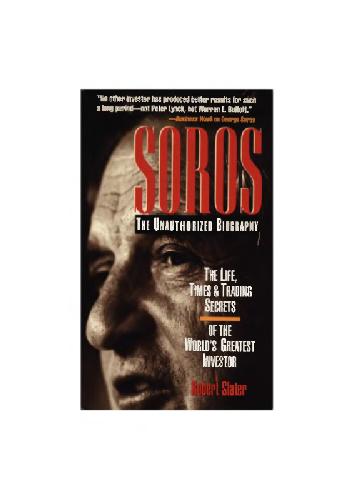 "No other investor has produced better results for such
a long period—not Peter Lynch, not Warren E. Buffett."
—Business Week on George Soros
SOROS
THE UNAUTHORIZED BIOGRAPHY
THE LIFE,
TIMES & TRADING
SECRETS
OF THE
WORLD'S GREATEST
INVESTOR
Robert Slater